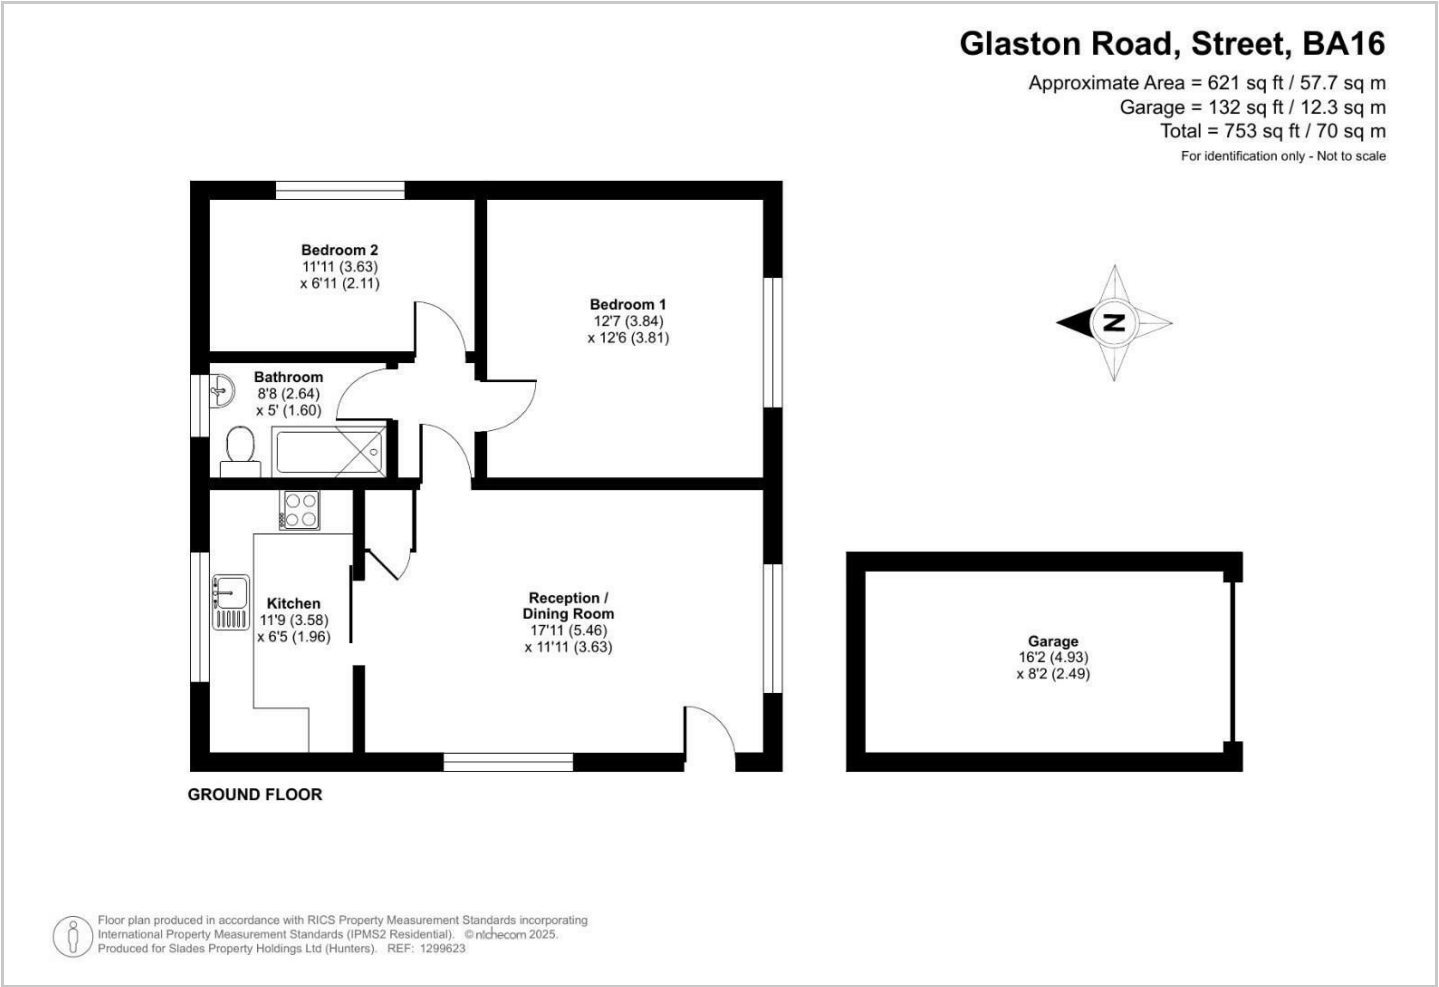 Glaston Road, Street, BA16
Approximate Area = 621 sq ft / 57.7 sq m
Garage = 132 sq ft / 12.3 sq m
Total = 753 sq ft / 70 sq m
For identification only - Not to scale
Bedroom 2
11'11 (3.63)
x 6'11 (2.11)
Bedroom 1
12'7 (3.84)
x 12'6 (3.81)
N
Bathroom
8'8 (2.64)
x 5' (1.60)
Kitchen
11'9 (3.58)
x 6'5 (1.96)
Reception /
Dining Room
17'11 (5.46)
x 11'11 (3.63)
Garage
16'2 (4.93)
x 8'2 (2.49)
GROUND FLOOR
Floor plan produced in accordance with RICS Property Measurement Standards incorporating
International Property Measurement Standards (IPMS2 Residential). © nichecom 2025.
Produced for Slades Property Holdings Ltd (Hunters). REF: 1299623